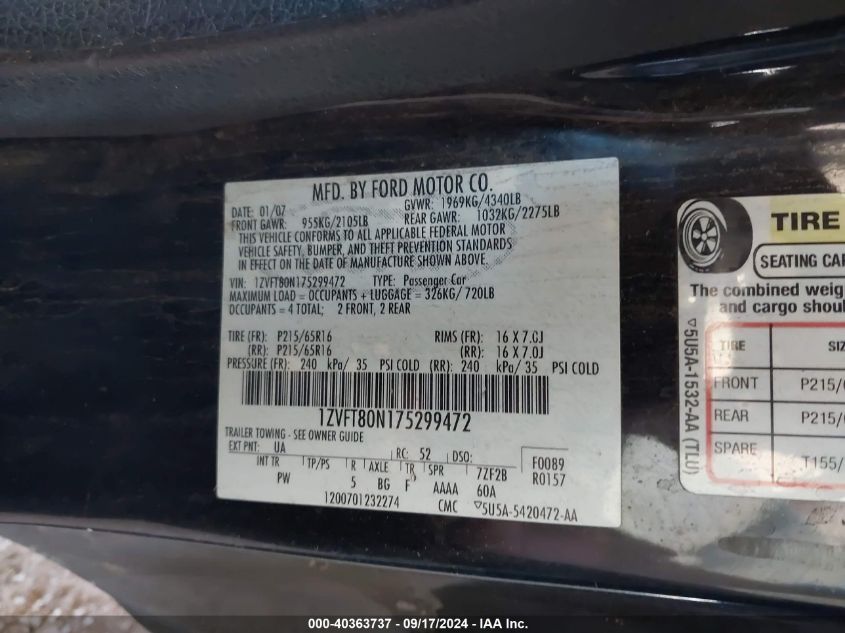 MFD. BY FORD MOTOR CO.
DATE: 01/07 GVWR: 1969KG/4340LB
FRONT GAWR: 955KG/2105LB REAR GAWR: 1032KG/2275LB
THIS VEHICLE CONFORMS TO ALL APPLICABLE FEDERAL MOTOR
VEHICLE SAFETY, BUMPER, AND THEFT PREVENTION STANDARDS
IN EFFECT ON THE DATE OF MANUFACTURE SHOWN ABOVE.
VIN: 1ZVFT80N175299472 TYPE: Passenger Car
MAXIMUM LOAD = OCCUPANTS + LUGGAGE = 326KG/ 720LB
OCCUPANTS = 4 TOTAL; 2 FRONT, 2 REAR
TIRE (FR): P215/65R16 RIMS (FR): 16 X 7.0J
(RR): P215/65R16 (RR): 16 X 7.0J
PRESSURE (FR): 240 kPa/ 35 PSI COLD (RR): 240 kPa/ 35 PSI COLD
1ZVFT80N175299472
TRAILER TOWING - SEE OWNER GUIDE
EXT PNT: UA RC: 52 DSO: F0089
INT TR TP/PS R AXLE TR SPR 7ZF2B R0157
PW 5 BG F AAAA 60A
1200701232274 CMC ▽5U5A-5420472-AA
TIRE
SEATING CAP
The combined weig
and cargo shou
TIRE SIZ
FRONT P215/
REAR P215/
SPARE T155/
▽5U5A-1532-AA (TLU)
000-40363737 - 09/17/2024 - IAA Inc.